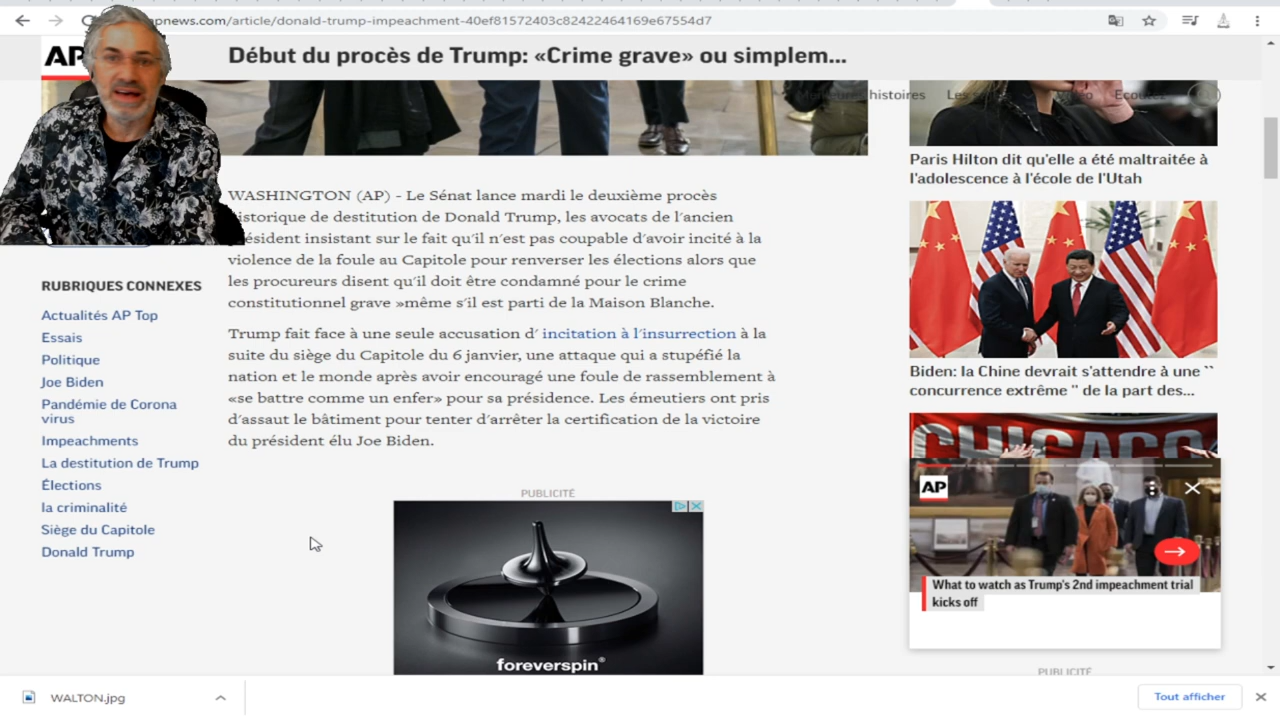 apnews.com/article/donald-trump-impeachment-40ef81572403c82422464169e67554d7
AP
Début du procès de Trump: «Crime grave» ou simplem...
histoires
WASHINGTON (AP) - Le Sénat lance mardi le deuxième procès
historique de destitution de Donald Trump, les avocats de l'ancien
président insistant sur le fait qu'il n'est pas coupable d'avoir incité à la
violence de la foule au Capitole pour renverser les élections alors que
les procureurs disent qu'il doit être condamné pour le crime
constitutionnel grave »même s'il est parti de la Maison Blanche.
Trump fait face à une seule accusation d' incitation à l'insurrection à la
suite du siège du Capitole du 6 janvier, une attaque qui a stupéfié la
nation et le monde après avoir encouragé une foule de rassemblement à
«se battre comme un enfer» pour sa présidence. Les émeutiers ont pris
d'assaut le bâtiment pour tenter d'arrêter la certification de la victoire
du président élu Joe Biden.
RUBRIQUES CONNEXES
Actualités AP Top
Essais
Politique
Joe Biden
Pandémie de Corona
virus
Impeachments
La destitution de Trump
Élections
la criminalité
Siège du Capitole
Donald Trump
PUBLICITÉ
foreverspin®
Paris Hilton dit qu'elle a été maltraitée à
l'adolescence à l'école de l'Utah
Biden: la Chine devrait s'attendre à une ``
concurrence extrême '' de la part des...
CHICAGO
AP
What to watch as Trump's 2nd impeachment trial
kicks off
PUBLICITÉ
WALTON.jpg
Tout afficher